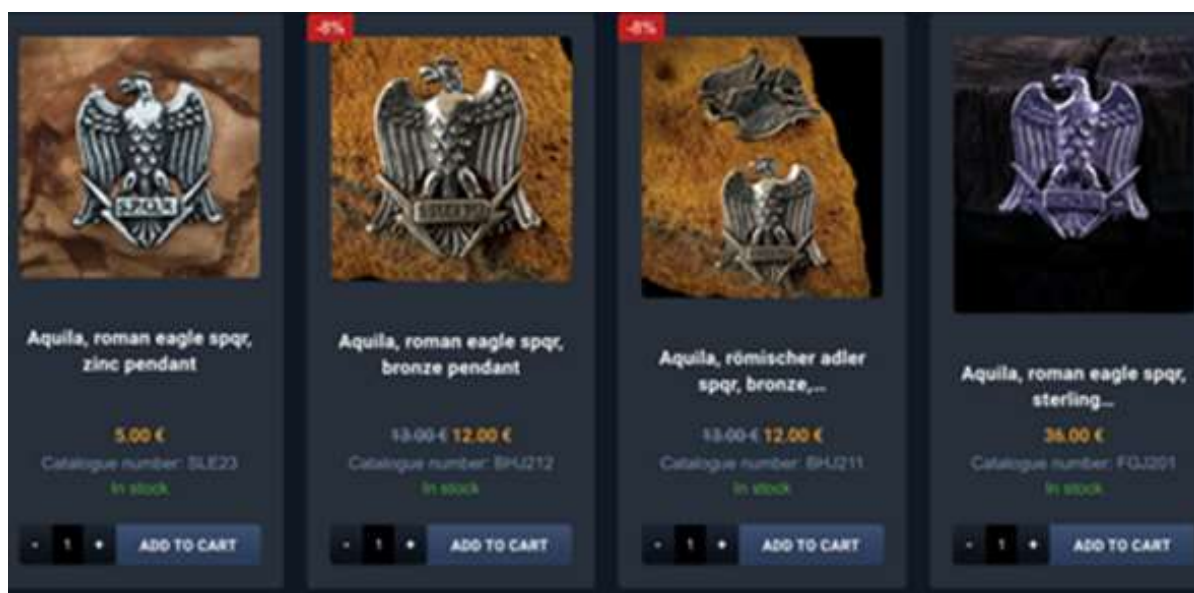 -8%
-8%
S.P.Q.R
Aquila, roman eagle spqr,
zinc pendant
5.00 €
Catalogue number: SLE23
In stock
- 1 +
ADD TO CART
Aquila, roman eagle spqr,
bronze pendant
13.00 € 12.00 €
Catalogue number: BHJ212
In stock
- 1 +
ADD TO CART
Aquila, römischer adler
spqr, bronze,...
13.00 € 12.00 €
Catalogue number: BHJ211
In stock
- 1 +
ADD TO CART
Aquila, roman eagle spqr,
sterling...
36.00 €
Catalogue number: FGJ201
In stock
- 1 +
ADD TO CART